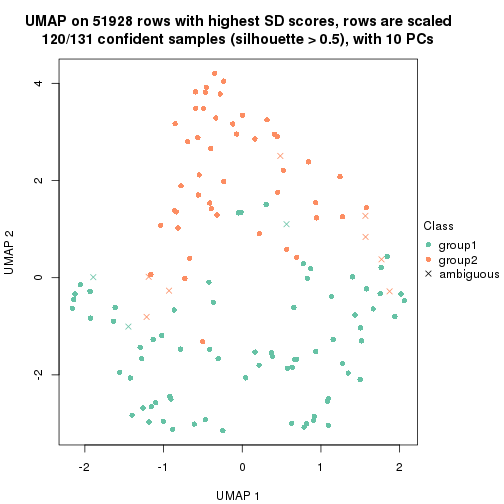 UMAP on 51928 rows with highest SD scores, rows are scaled
120/131 confident samples (silhouette > 0.5), with 10 PCs
4
2
0
-2
UMAP 2
-2
-1
0
1
2
UMAP 1
Class
group1
group2
ambiguous